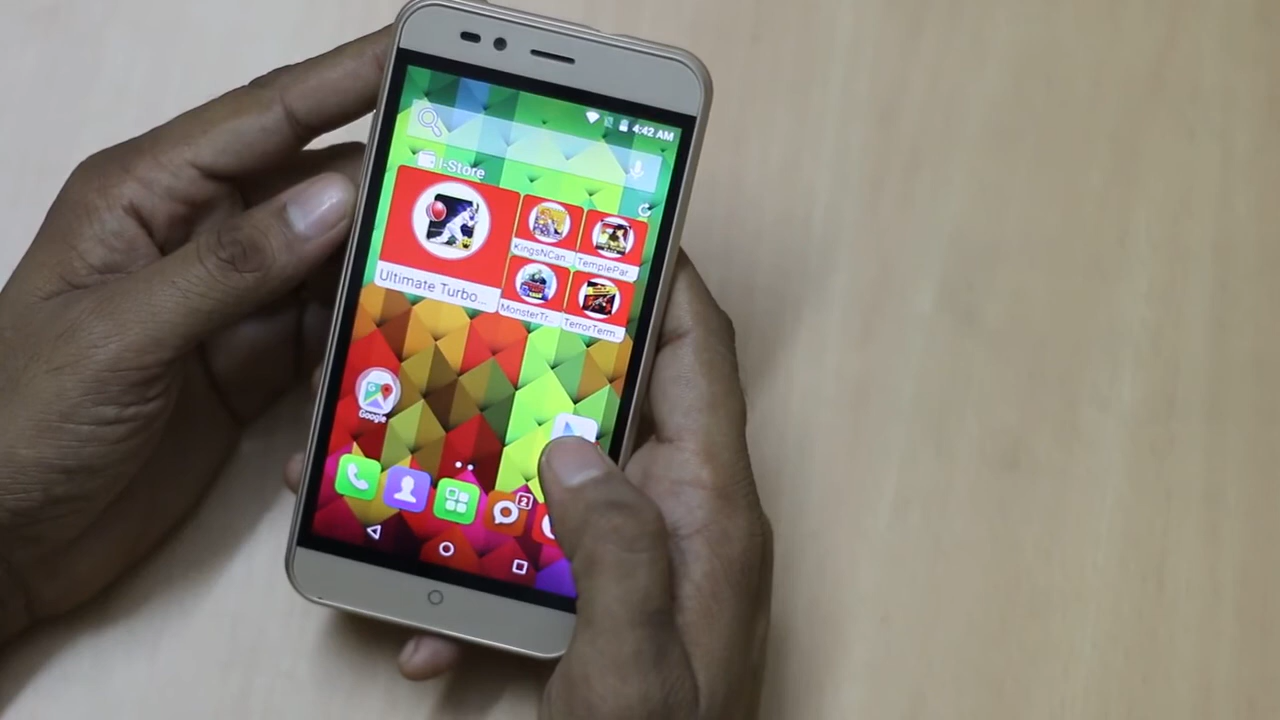 4:42 AM
I-Store
Ultimate Turbo...
KingsNCan...
TemplePar...
MonsterTr...
TerrorTerm...
Google
2